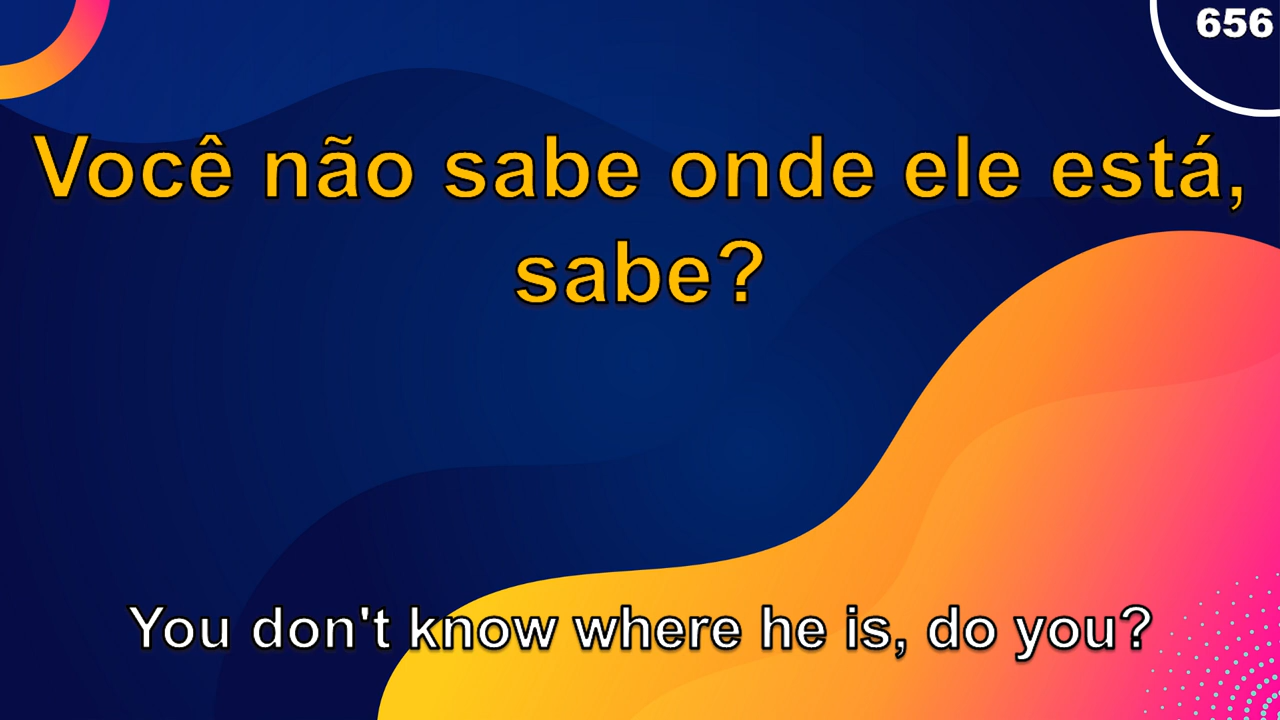 656
Você não sabe onde ele está,
sabe?
You don't know where he is, do you?